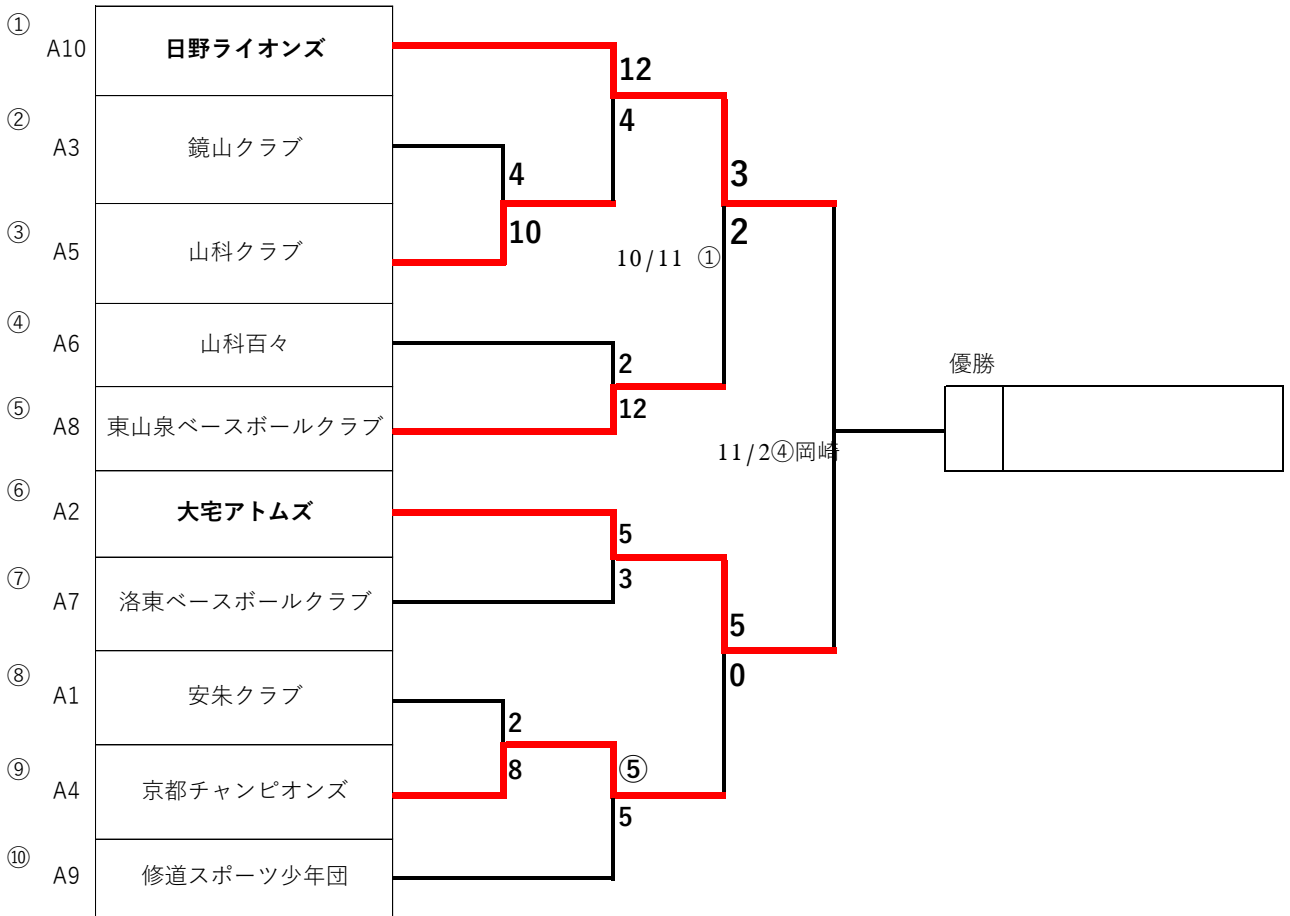 ① A10 日野ライオンズ
12
② A3 鏡山クラブ
4
4
3
③ A5 山科クラブ
10
2
10/11 ①
④ A6 山科百々
2
優勝
⑤ A8 東山泉ベースボールクラブ
12
11/2④岡崎
⑥ A2 大宅アトムズ
5
⑦ A7 洛東ベースボールクラブ
3
5
⑧ A1 安朱クラブ
0
2
⑨ A4 京都チャンピオンズ
8
⑤
5
⑩ A9 修道スポーツ少年団